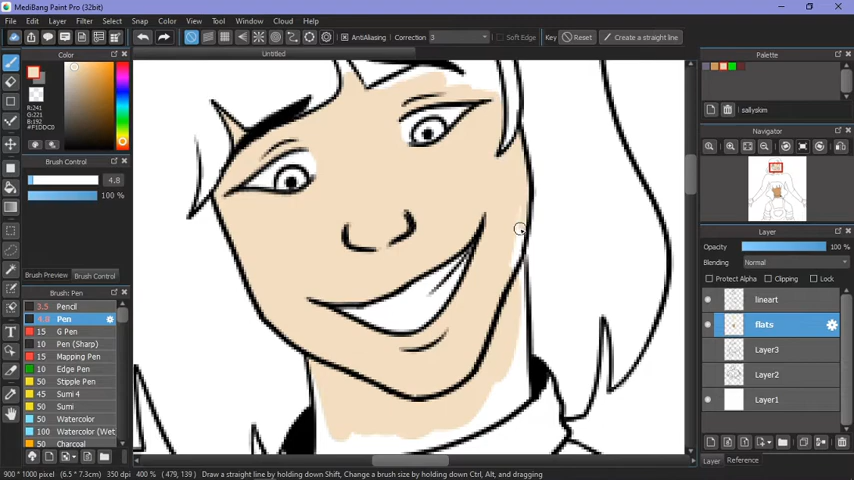 MediBang Paint Pro (32bit)
File Edit Layer Filter Select Snap Color View Tool Window Cloud Help
AntiAliasing Correction 3 Soft Edge Key Reset Create a straight line
Untitled
Color
R:241
G:221
B:192
#F1DDC0
Brush Control
4.8
100 %
Brush Preview Brush Control
Brush: Pen
3.5 Pencil
4.8 Pen
15 G Pen
10 Pen (Sharp)
15 Mapping Pen
10 Edge Pen
50 Stipple Pen
45 Sumi 4
50 Sumi
50 Watercolor
100 Watercolor (Wet
50 Charcoal
Palette
sallyskim
Navigator
Layer
Opacity 100 %
Blending Normal
Protect Alpha Clipping Lock
lineart
flats
Layer3
Layer2
Layer1
Layer Reference
900 * 1000 pixel (6.5 * 7.3cm) 350 dpi 400 % ( 479, 139 ) Draw a straight line by holding down Shift, Change a brush size by holding down Ctrl, Alt, and dragging